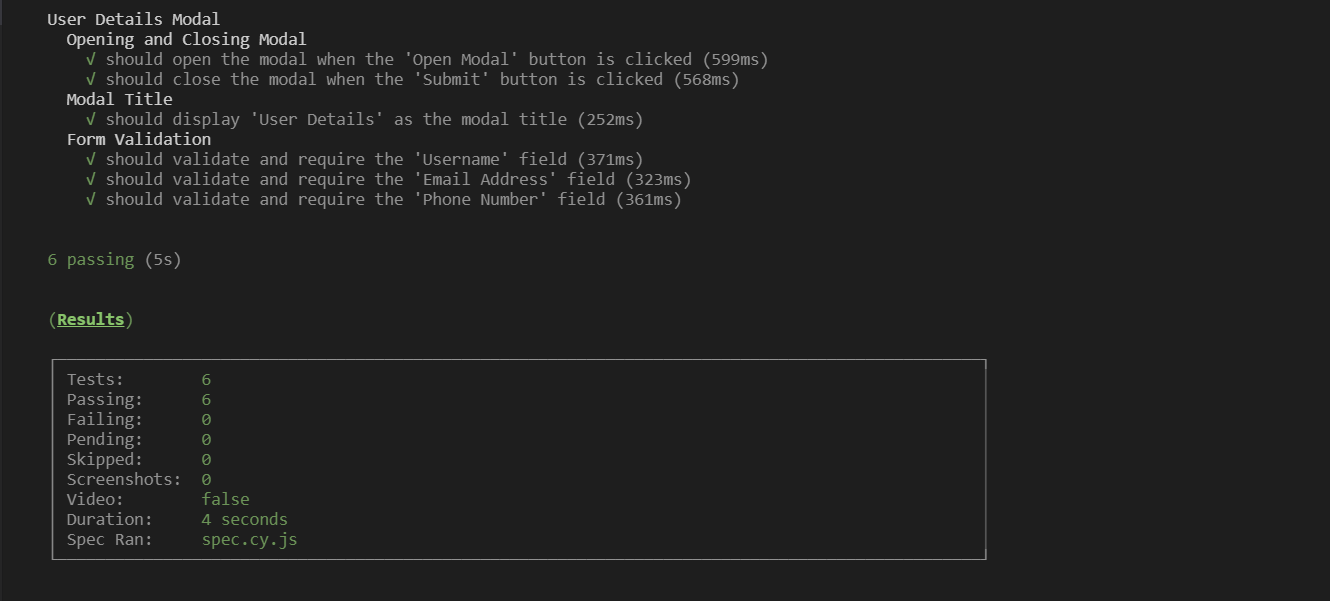 User Details Modal
Opening and Closing Modal
√ should open the modal when the 'Open Modal' button is clicked (599ms)
√ should close the modal when the 'Submit' button is clicked (568ms)
Modal Title
√ should display 'User Details' as the modal title (252ms)
Form Validation
√ should validate and require the 'Username' field (371ms)
√ should validate and require the 'Email Address' field (323ms)
√ should validate and require the 'Phone Number' field (361ms)
6 passing (5s)
(Results)
Tests: 6
Passing: 6
Failing: 0
Pending: 0
Skipped: 0
Screenshots: 0
Video: false
Duration: 4 seconds
Spec Ran: spec.cy.js